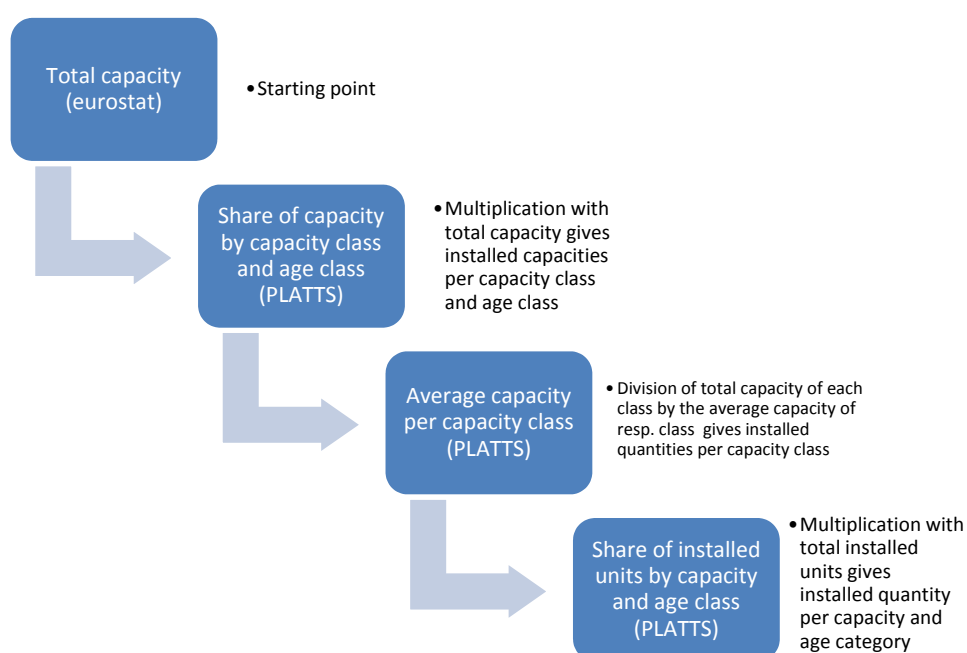 Total capacity
(eurostat)
•Starting point
Share of capacity
by capacity class
and age class
(PLATTS)
•Multiplication with
total capacity gives
installed capacities
per capacity class
and age class
Average capacity
per capacity class
(PLATTS)
•Division of total capacity of each
class by the average capacity of
resp. class gives installed
quantities per capacity class
Share of installed
units by capacity
and age class
(PLATTS)
•Multiplication with
total installed
units gives
installed quantity
per capacity and
age category